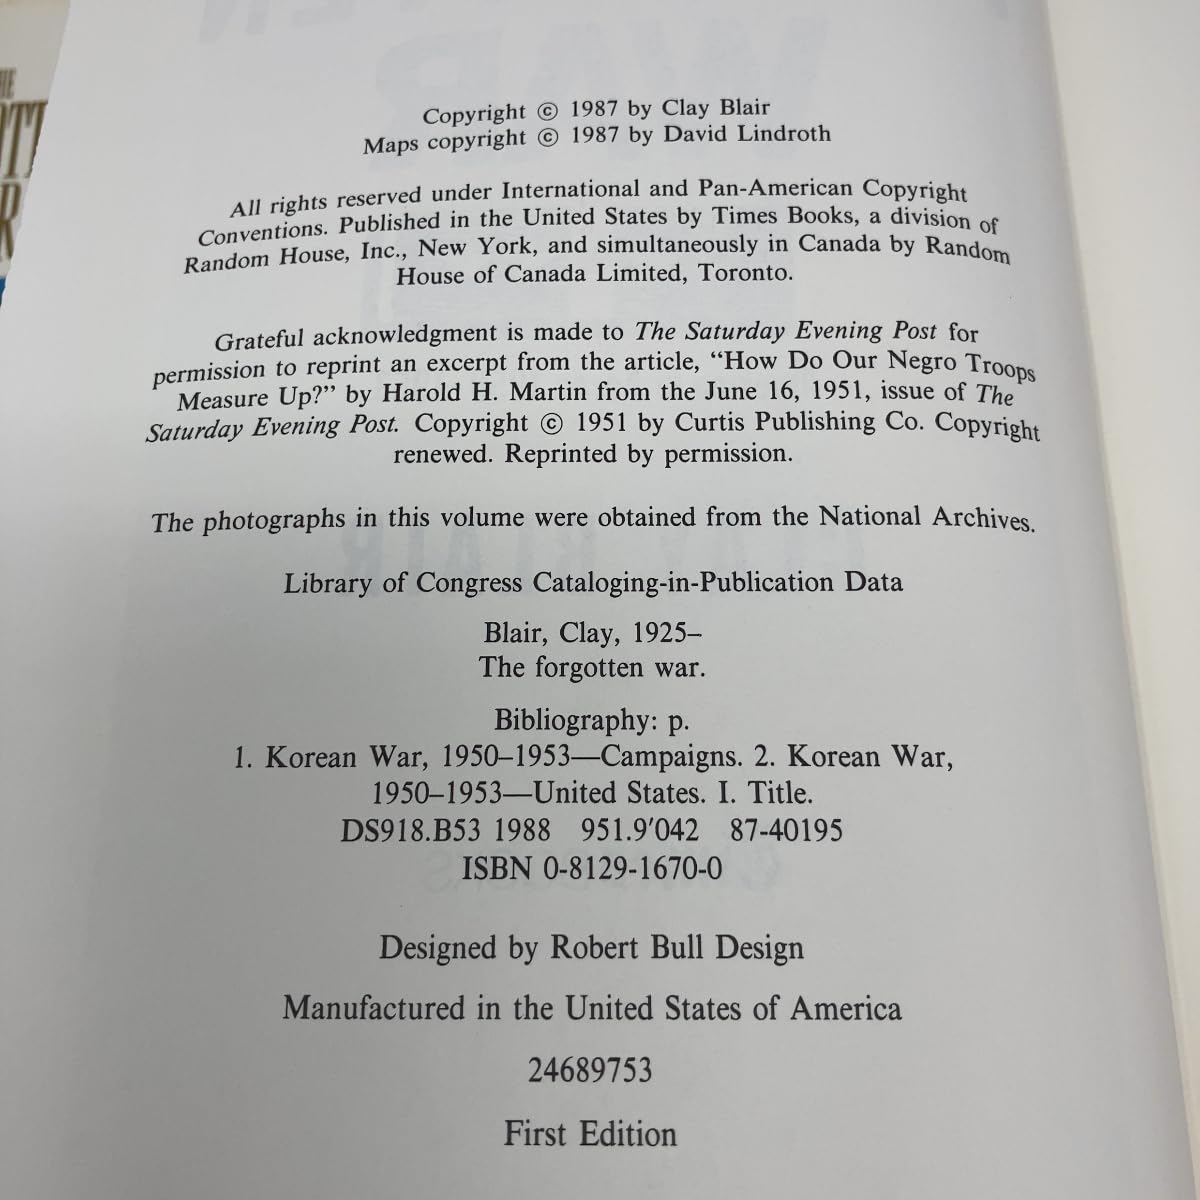 Copyright © 1987 by Clay Blair
Maps copyright © 1987 by David Lindroth
All rights reserved under International and Pan-American Copyright
Conventions. Published in the United States by Times Books, a division of
Random House, Inc., New York, and simultaneously in Canada by Random
House of Canada Limited, Toronto.
Grateful acknowledgment is made to The Saturday Evening Post for
permission to reprint an excerpt from the article, “How Do Our Negro Troops
Measure Up?” by Harold H. Martin from the June 16, 1951, issue of The
Saturday Evening Post. Copyright © 1951 by Curtis Publishing Co. Copyright
renewed. Reprinted by permission.
The photographs in this volume were obtained from the National Archives.
Library of Congress Cataloging-in-Publication Data
Blair, Clay, 1925–
The forgotten war.
Bibliography: p.
1. Korean War, 1950–1953—Campaigns. 2. Korean War,
1950–1953—United States. I. Title.
DS918.B53 1988 951.9′042 87-40195
ISBN 0-8129-1670-0
Designed by Robert Bull Design
Manufactured in the United States of America
24689753
First Edition